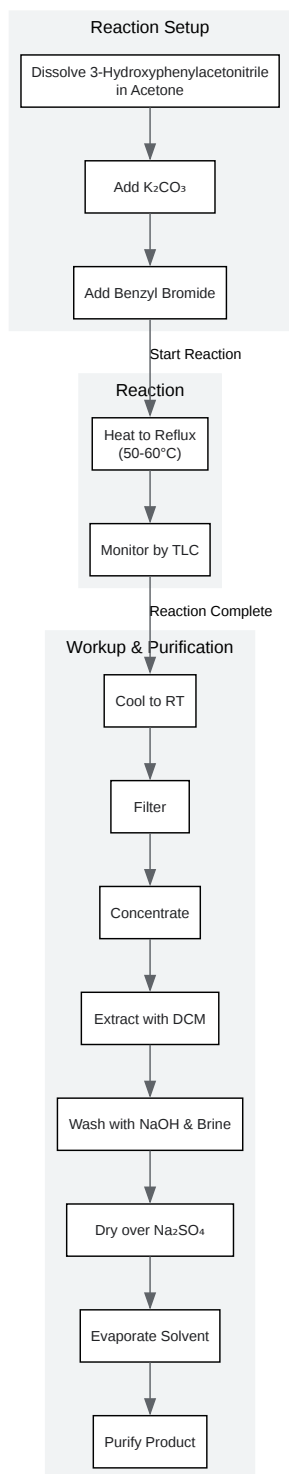 Reaction Setup
Dissolve 3-Hydroxyphenylacetonitrile
in Acetone
Add K₂CO₃
Add Benzyl Bromide
Start Reaction
Reaction
Heat to Reflux
(50-60°C)
Monitor by TLC
Reaction Complete
Workup & Purification
Cool to RT
Filter
Concentrate
Extract with DCM
Wash with NaOH & Brine
Dry over Na₂SO₄
Evaporate Solvent
Purify Product